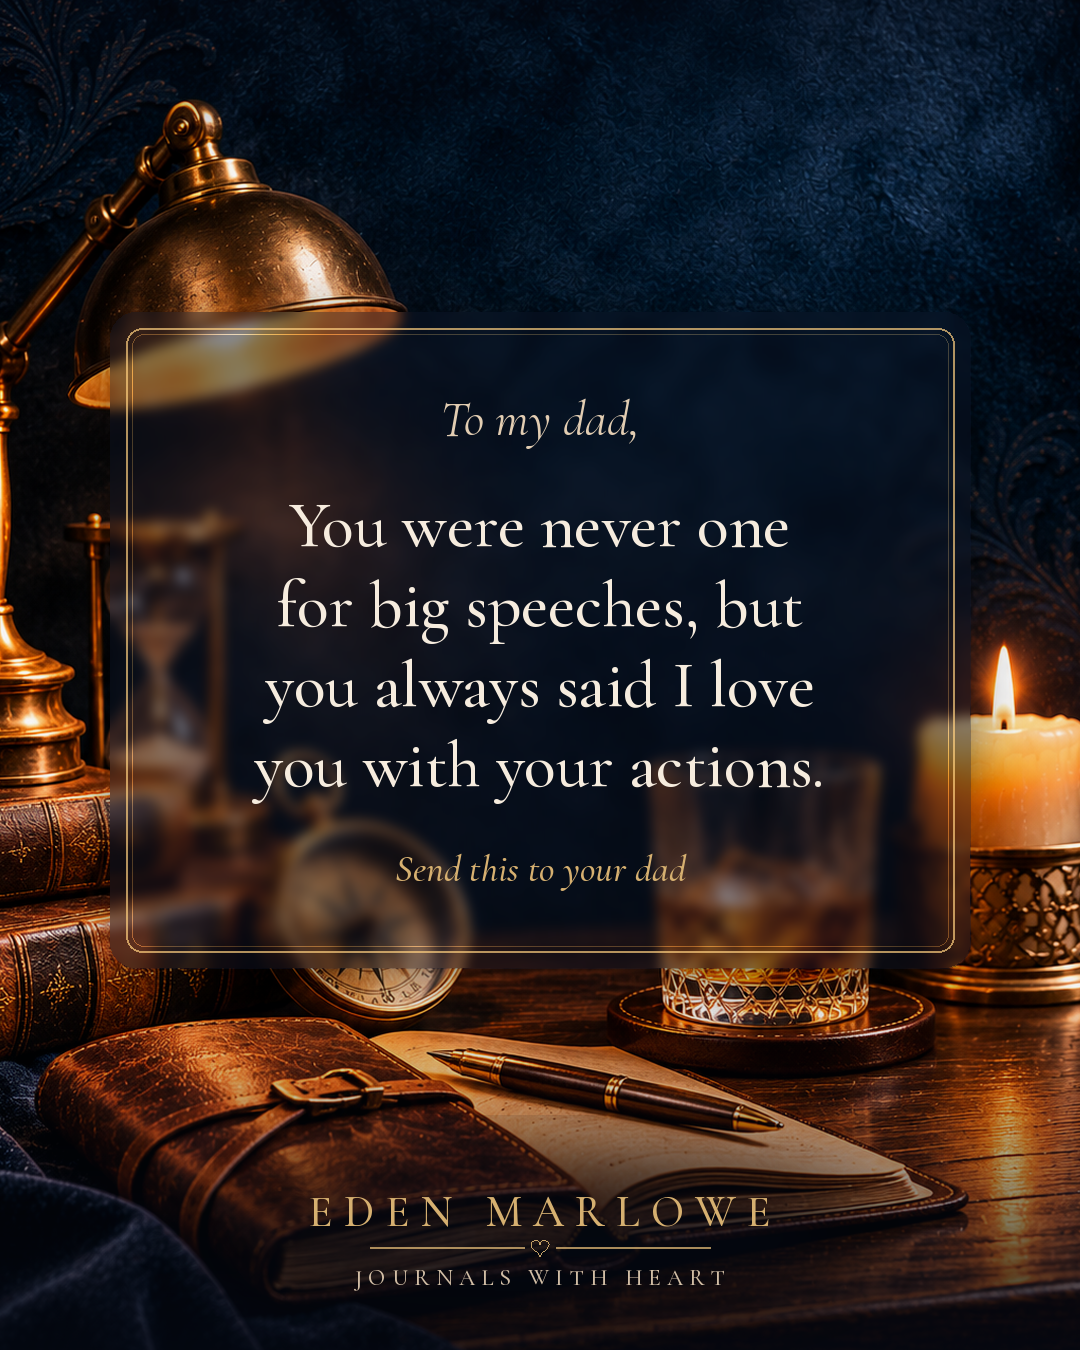 To my dad,
You were never one
for big speeches, but
you always said I love
you with your actions.
Send this to your dad
EDEN MARLOWE
JOURNALS WITH HEART